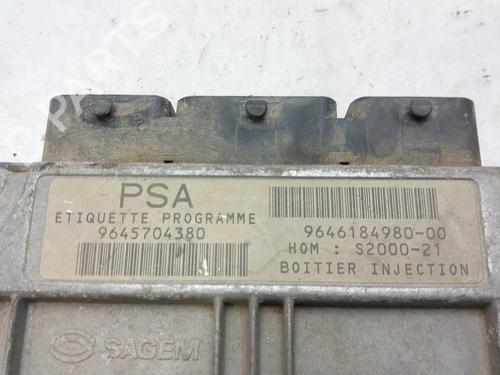 PSA
ETIQUETTE PROGRAMME
9645704380
9646184980-00
HOM : S2000-21
BOITIER INJECTION
SAGEM